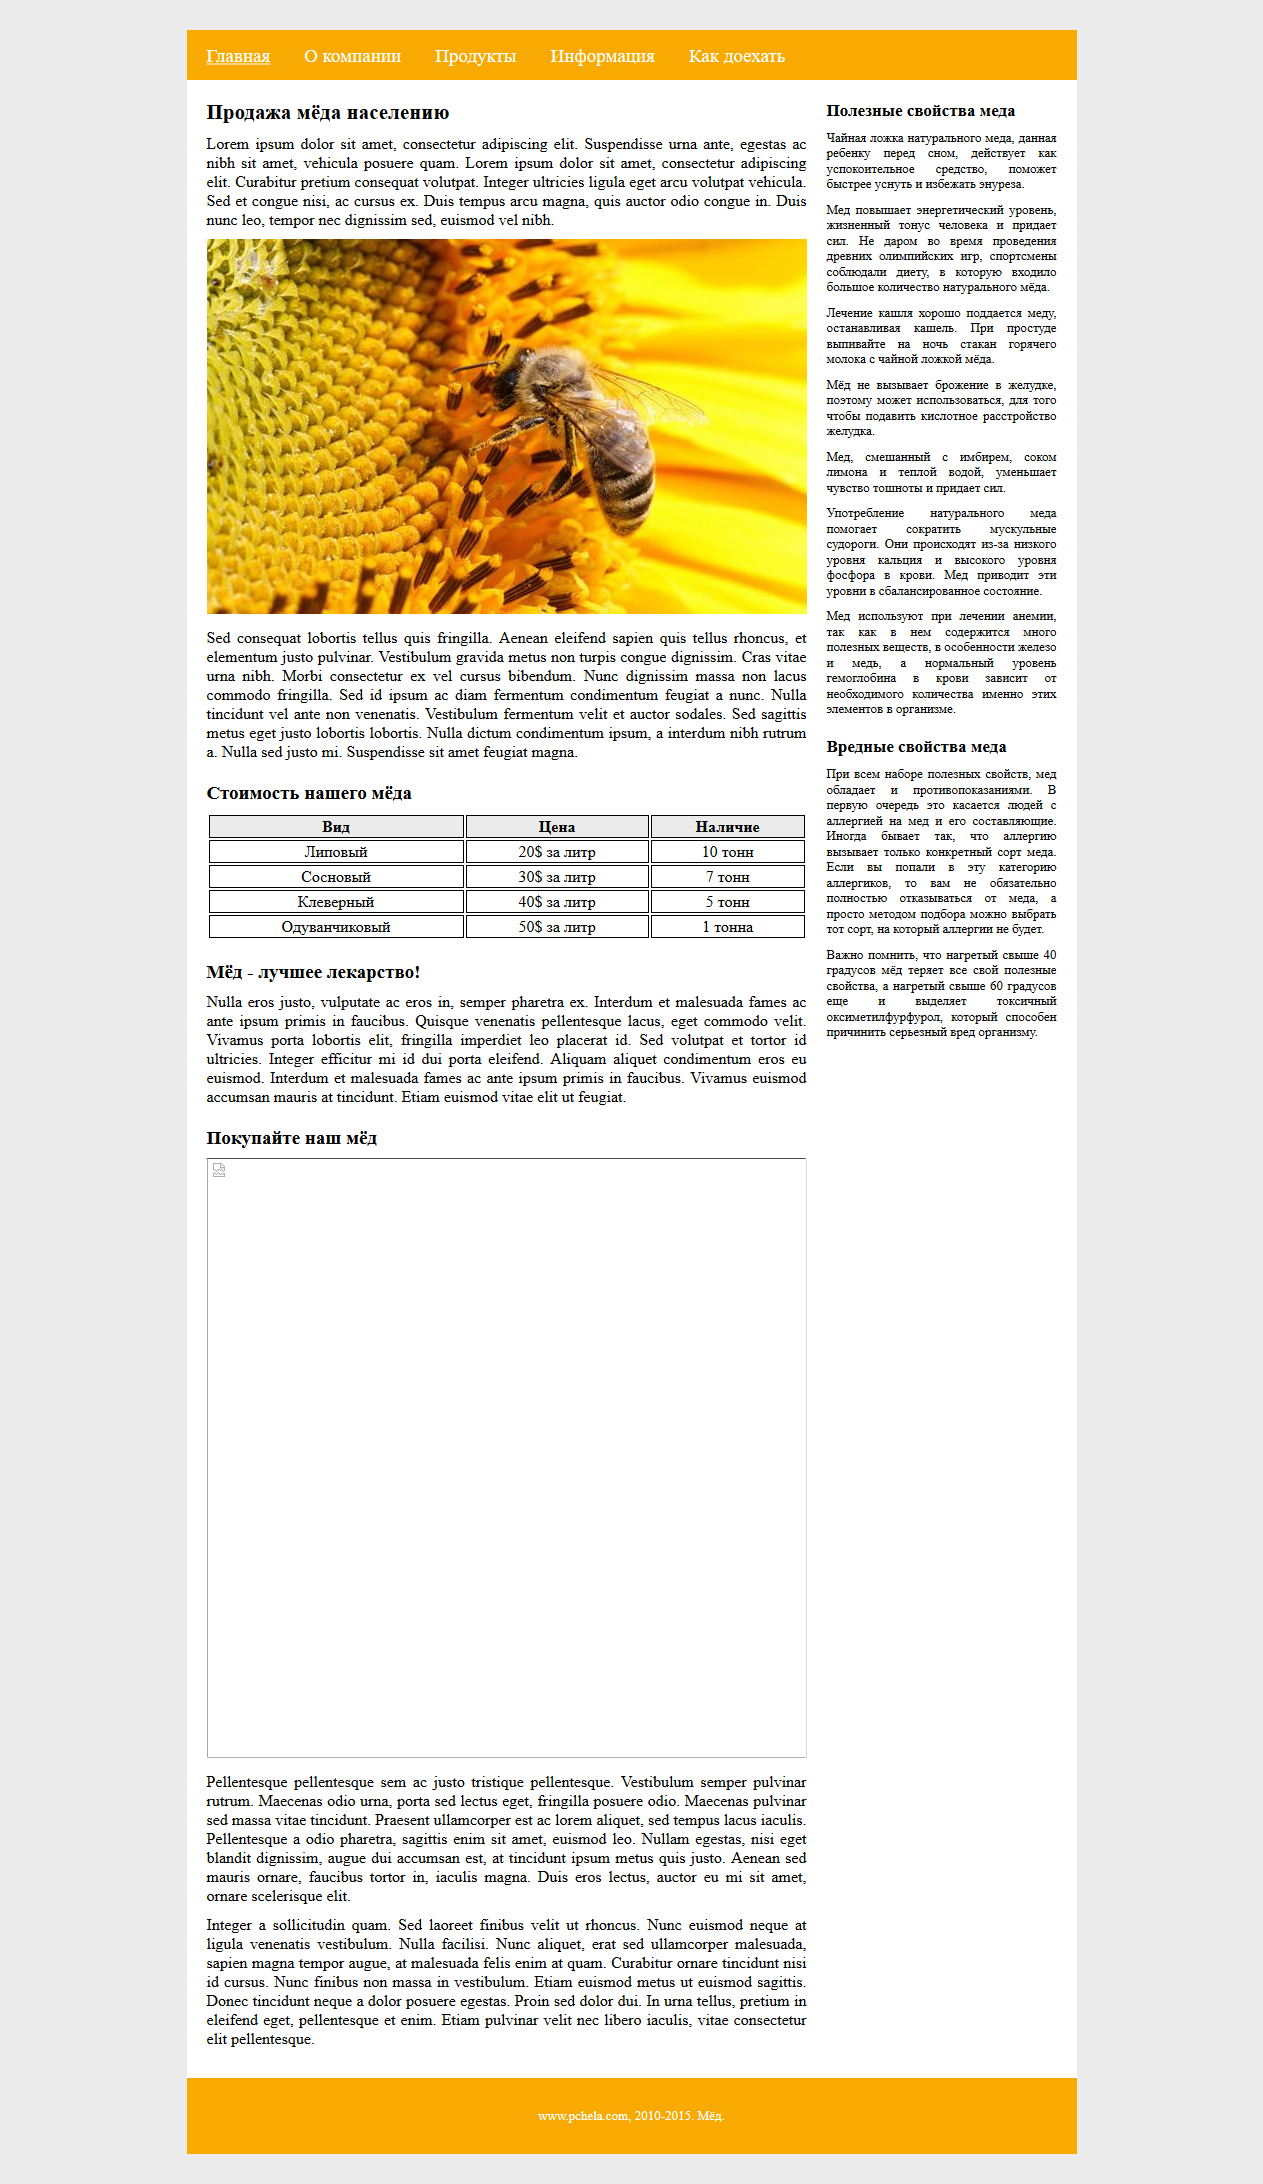 Главная О компании Продукты Информация Как доехать
Продажа мёда населению
Lorem ipsum dolor sit amet, consectetur adipiscing elit. Suspendisse urna ante, egestas ac
nibh sit amet, vehicula posuere quam. Lorem ipsum dolor sit amet, consectetur adipiscing
elit. Curabitur pretium consequat volutpat. Integer ultricies ligula eget arcu volutpat vehicula.
Sed et congue nisi, ac cursus ex. Duis tempus arcu magna, quis auctor odio congue in. Duis
nunc leo, tempor nec dignissim sed, euismod vel nibh.
Sed consequat lobortis tellus quis fringilla. Aenean eleifend sapien quis tellus rhoncus, et
elementum justo pulvinar. Vestibulum gravida metus non turpis congue dignissim. Cras vitae
urna nibh. Morbi consectetur ex vel cursus bibendum. Nunc dignissim massa non lacus
commodo fringilla. Sed id ipsum ac diam fermentum condimentum feugiat a nunc. Nulla
tincidunt vel ante non venenatis. Vestibulum fermentum velit et auctor sodales. Sed sagittis
metus eget justo lobortis lobortis. Nulla dictum condimentum ipsum, a interdum nibh rutrum
a. Nulla sed justo mi. Suspendisse sit amet feugiat magna.
Стоимость нашего мёда
Вид Цена Наличие
Липовый 20$ за литр 10 тонн
Сосновый 30$ за литр 7 тонн
Клеверный 40$ за литр 5 тонн
Одуванчиковый 50$ за литр 1 тонна
Мёд - лучшее лекарство!
Nulla eros justo, vulputate ac eros in, semper pharetra ex. Interdum et malesuada fames ac
ante ipsum primis in faucibus. Quisque venenatis pellentesque lacus, eget commodo velit.
Vivamus porta lobortis elit, fringilla imperdiet leo placerat id. Sed volutpat et tortor id
ultricies. Integer efficitur mi id dui porta eleifend. Aliquam aliquet condimentum eros eu
euismod. Interdum et malesuada fames ac ante ipsum primis in faucibus. Vivamus euismod
accumsan mauris at tincidunt. Etiam euismod vitae elit ut feugiat.
Покупайте наш мёд
Pellentesque pellentesque sem ac justo tristique pellentesque. Vestibulum semper pulvinar
rutrum. Maecenas odio urna, porta sed lectus eget, fringilla posuere odio. Maecenas pulvinar
sed massa vitae tincidunt. Praesent ullamcorper est ac lorem aliquet, sed tempus lacus iaculis.
Pellentesque a odio pharetra, sagittis enim sit amet, euismod leo. Nullam egestas, nisi eget
blandit dignissim, augue dui accumsan est, at tincidunt ipsum metus quis justo. Aenean sed
mauris ornare, faucibus tortor in, iaculis magna. Duis eros lectus, auctor eu mi sit amet,
ornare scelerisque elit.
Integer a sollicitudin quam. Sed laoreet finibus velit ut rhoncus. Nunc euismod neque at
ligula venenatis vestibulum. Nulla facilisi. Nunc aliquet, erat sed ullamcorper malesuada,
sapien magna tempor augue, at malesuada felis enim at quam. Curabitur ornare tincidunt nisi
id cursus. Nunc finibus non massa in vestibulum. Etiam euismod metus ut euismod sagittis.
Donec tincidunt neque a dolor posuere egestas. Proin sed dolor dui. In urna tellus, pretium in
eleifend eget, pellentesque et enim. Etiam pulvinar velit nec libero iaculis, vitae consectetur
elit pellentesque.
Полезные свойства меда
Чайная ложка натурального меда, данная
ребенку перед сном, действует как
успокоительное средство, поможет
быстрее уснуть и избежать энуреза.
Мед повышает энергетический уровень,
жизненный тонус человека и придает
сил. Не даром во время проведения
древних олимпийских игр, спортсмены
соблюдали диету, в которую входило
большое количество натурального мёда.
Лечение кашля хорошо поддается меду,
останавливая кашель. При простуде
выпивайте на ночь стакан горячего
молока с чайной ложкой мёда.
Мёд не вызывает брожение в желудке,
поэтому может использоваться, для того
чтобы подавить кислотное расстройство
желудка.
Мед, смешанный с имбирем, соком
лимона и теплой водой, уменьшает
чувство тошноты и придает сил.
Употребление натурального меда
помогает сократить мускульные
судороги. Они происходят из-за низкого
уровня кальция и высокого уровня
фосфора в крови. Мед приводит эти
уровни в сбалансированное состояние.
Мед используют при лечении анемии,
так как в нем содержится много
полезных веществ, в особенности железо
и медь, а нормальный уровень
гемоглобина в крови зависит от
необходимого количества именно этих
элементов в организме.
Вредные свойства меда
При всем наборе полезных свойств, мед
обладает и противопоказаниями. В
первую очередь это касается людей с
аллергией на мед и его составляющие.
Иногда бывает так, что аллергию
вызывает только конкретный сорт меда.
Если вы попали в эту категорию
аллергиков, то вам не обязательно
полностью отказываться от меда, а
просто методом подбора можно выбрать
тот сорт, на который аллергии не будет.
Важно помнить, что нагретый свыше 40
градусов мёд теряет все свой полезные
свойства, а нагретый свыше 60 градусов
еще и выделяет токсичный
оксиметилфурфурол, который способен
причинить серьезный вред организму.
www.pchela.com, 2010-2015. Мёд.